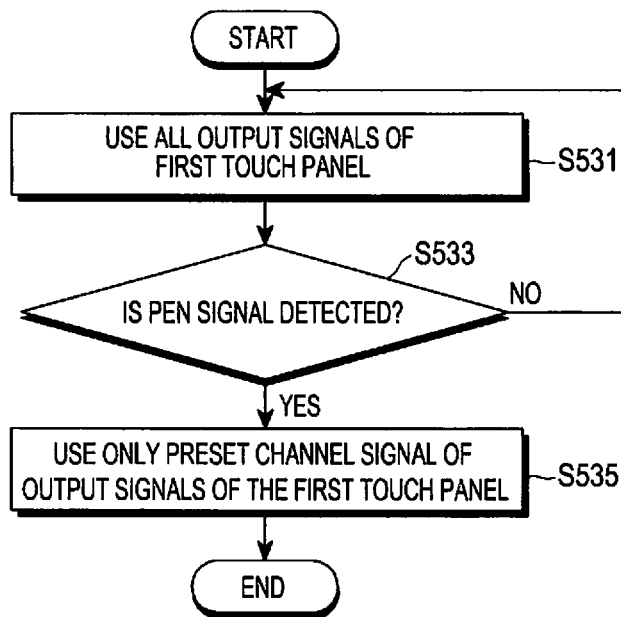 START
USE ALL OUTPUT SIGNALS OF
FIRST TOUCH PANEL
S531
S533
IS PEN SIGNAL DETECTED?
NO
YES
USE ONLY PRESET CHANNEL SIGNAL OF
OUTPUT SIGNALS OF THE FIRST TOUCH PANEL
S535
END